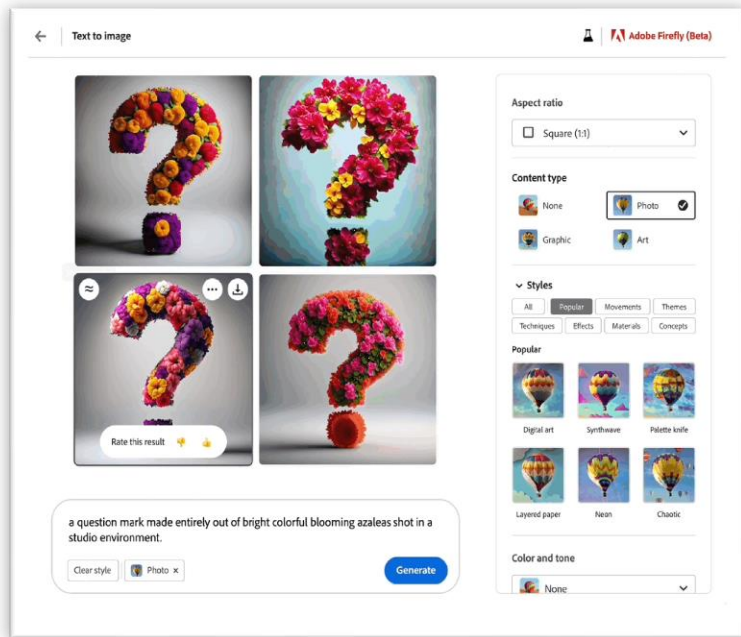 Text to image
Adobe Firefly (Beta)
Rate this result
a question mark made entirely out of bright colorful blooming azaleas shot in a
studio environment.
Clear style
Photo ×
Generate
Aspect ratio
Square (1:1)
Content type
None
Photo
Graphic
Art
Styles
All
Popular
Movements
Themes
Techniques
Effects
Materials
Concepts
Popular
Digital art
Synthwave
Palette knife
Layered paper
Neon
Chaotic
Color and tone
None